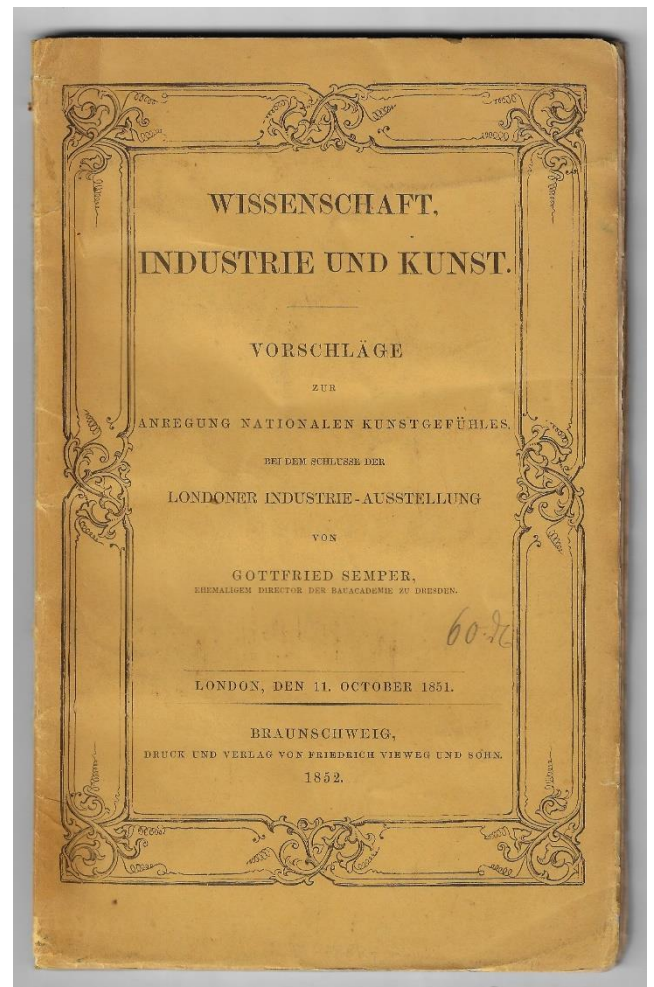 WISSENSCHAFT,
INDUSTRIE UND KUNST.
VORSCHLÄGE
ZUR
ANREGUNG NATIONALEN KUNSTGEFÜHLES,
BEI DEM SCHLUSSE DER
LONDONER INDUSTRIE-AUSSTELLUNG
VON
GOTTFRIED SEMPER,
EHEMALIGEM DIRECTOR DER BAUACADEMIE ZU DRESDEN.
60.
LONDON, DEN 11. OCTOBER 1851.
BRAUNSCHWEIG,
DRUCK UND VERLAG VON FRIEDRICH VIEWEG UND SOHN.
1852.